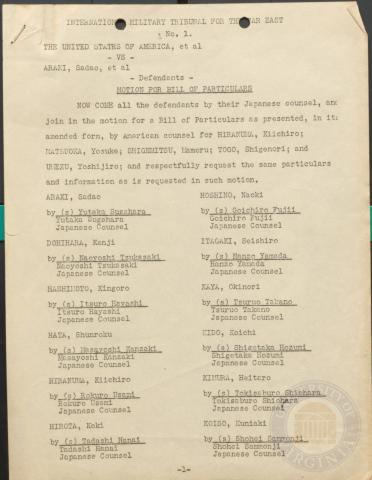 INTERNATIONAL MILITARY TRIBUNAL FOR THE FAR EAST
No. 1.
THE UNITED STATES OF AMERICA, et al
- VS -
ARAKI, Sadao, et al
- Defendants -
MOTION FOR BILL OF PARTICULARS
NOW COME all the defendants by their Japanese counsel, and
join in the motion for a Bill of Particulars as presented, in its
amended form, by American counsel for HIRANUMA, Kiichiro;
MATSUOKA, Yosuke; SHIGEMITSU, Mamoru; TOGO, Shigenori; and
UMEZU, Yoshijiro; and respectfully request the same particulars
and information as is requested in such motion.
ARAKI, Sadao
by (s) Yutaka Sugahara
Yutaka Sugahara
Japanese Counsel
DOHIHARA, Kenji
by (s) Naoyoshi Tsukasaki
Naoyoshi Tsukasaki
Japanese Counsel
HASHIMOTO, Kingoro
by (s) Itsuro Hayashi
Itsuro Hayashi
Japanese Counsel
HATA, Shunroku
by (s) Masayoshi Kanzaki
Masayoshi Kanzaki
Japanese Counsel
HIRANUMA, Kiichiro
by (s) Rokuro Usami
Rokuro Usami
Japanese Counsel
HIROTA, Koki
by (s) Tadashi Hanai
Tadashi Hanai
Japanese Counsel
HOSHINO, Naoki
by (s) Goichiro Fujii
Goichiro Fujii
Japanese Counsel
ITAGAKI, Seishiro
by (s) Hanzo Yamada
Hanzo Yamada
Japanese Counsel
KAYA, Okinori
by (s) Tsuruo Takano
Tsuruo Takano
Japanese Counsel
KIDO, Koichi
by (s) Shigetaka Hozumi
Shigetaka Hozumi
Japanese Counsel
KIMURA, Heitaro
by (s) Tokisaburo Shiohara
Tokisaburo Shiohara
Japanese Counsel
KOISO, Kuniaki
by (s) Shohei Sanmonji
Shohei Sanmonji
Japanese Counsel
-1-